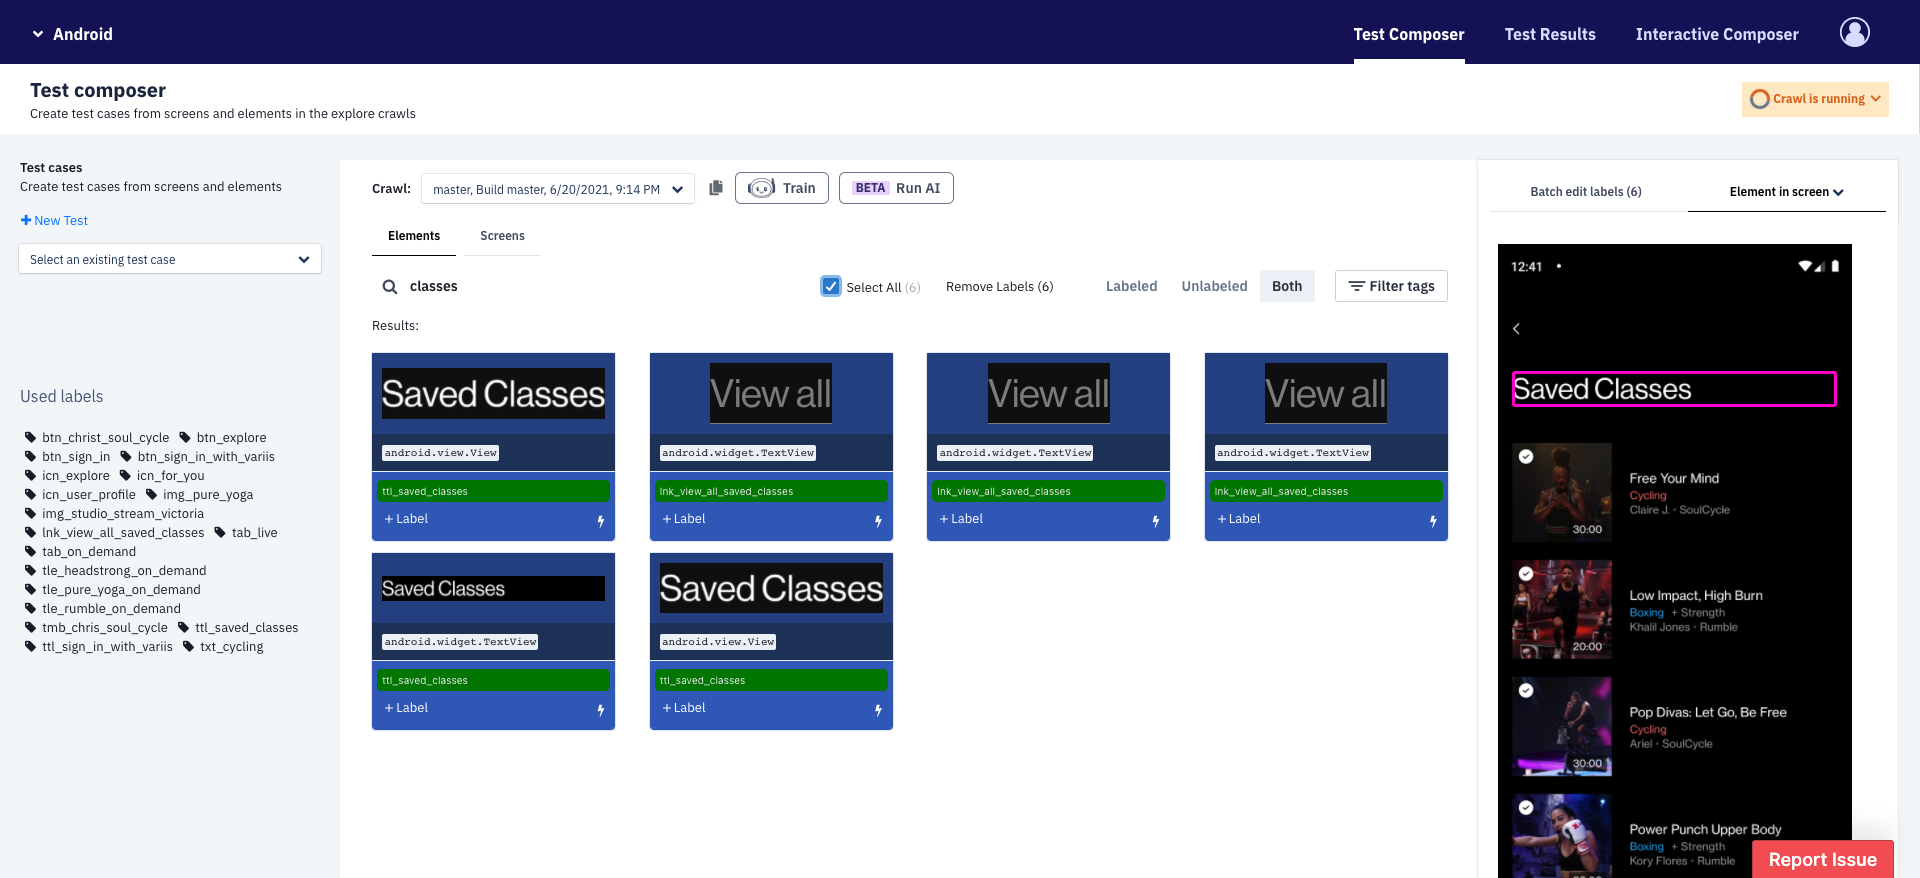 Android
Test Composer
Test Results
Interactive Composer
Test composer
Create test cases from screens and elements in the explore crawls
Crawl is running
Test cases
Create test cases from screens and elements
New Test
Select an existing test case
Used labels
btn_christ_soul_cycle btn_explore
btn_sign_in btn_sign_in_with_variis
icn_explore icn_for_you
icn_user_profile img_pure_yoga
img_studio_stream_victoria
lnk_view_all_saved_classes tab_live
tab_on_demand
tle_headstrong_on_demand
tle_pure_yoga_on_demand
tle_rumble_on_demand
tmb_chris_soul_cycle ttl_saved_classes
ttl_sign_in_with_variis txt_cycling
Crawl: master, Build master, 6/20/2021, 9:14 PM Train BETA Run AI
Elements Screens
classes Select All (6) Remove Labels (6) Labeled Unlabeled Both Filter tags
Results:
Saved Classes
android.view.View
ttl_saved_classes
+ Label
View all
android.widget.TextView
lnk_view_all_saved_classes
+ Label
View all
android.widget.TextView
lnk_view_all_saved_classes
+ Label
View all
android.widget.TextView
lnk_view_all_saved_classes
+ Label
Saved Classes
android.widget.TextView
ttl_saved_classes
+ Label
Saved Classes
android.view.View
ttl_saved_classes
+ Label
Batch edit labels (6)
Element in screen
12:41
Saved Classes
Free Your Mind
Cycling
Claire J. • SoulCycle
30:00
Low Impact, High Burn
Boxing + Strength
Khalil Jones • Rumble
20:00
Pop Divas: Let Go, Be Free
Cycling
Ariel • SoulCycle
30:00
Power Punch Upper Body
Boxing + Strength
Kory Flores • Rumble
Report Issue